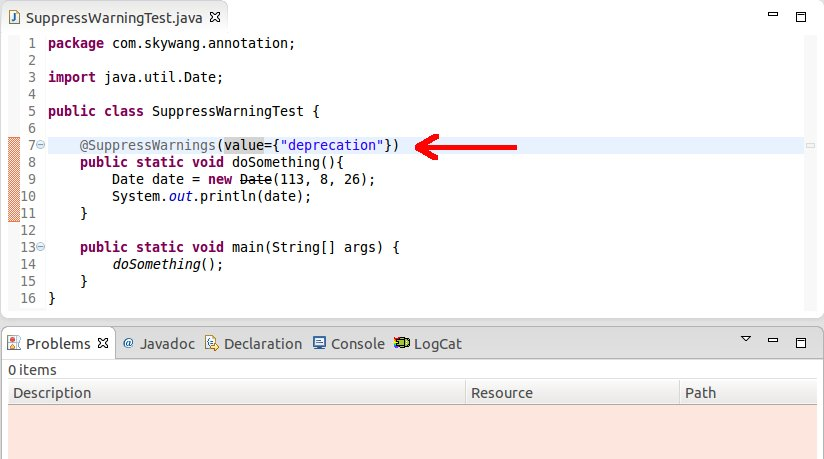 SuppressWarningTest.java
1 package com.skywang.annotation;
2
3 import java.util.Date;
4
5 public class SuppressWarningTest {
6
7     @SuppressWarnings(value={"deprecation"})
8     public static void doSomething(){
9         Date date = new Date(113, 8, 26);
10         System.out.println(date);
11     }
12
13     public static void main(String[] args) {
14         doSomething();
15     }
16 }
Problems @ Javadoc Declaration Console LogCat
0 items
Description Resource Path